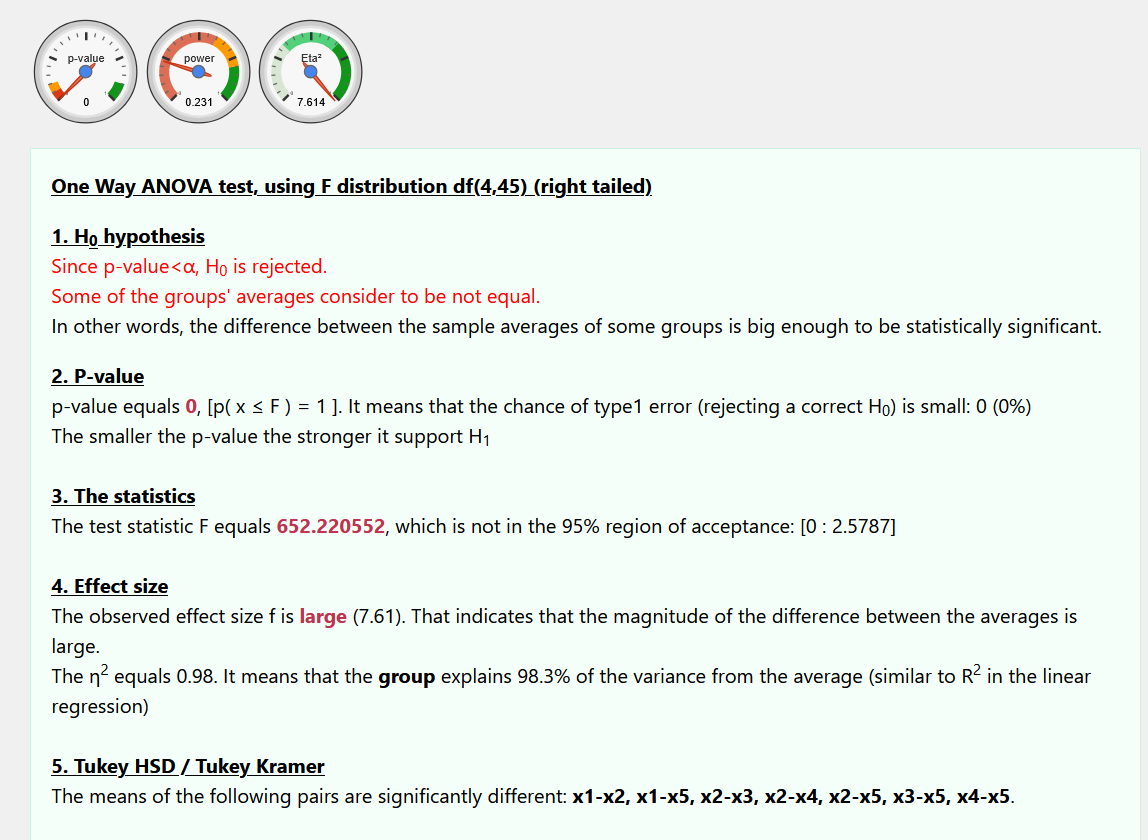 p-value power Eta²
0 0.231 7.614
One Way ANOVA test, using F distribution df(4,45) (right tailed)
1. H₀ hypothesis
Since p-value<α, H₀ is rejected.
Some of the groups' averages consider to be not equal.
In other words, the difference between the sample averages of some groups is big enough to be statistically significant.
2. P-value
p-value equals 0, [p( x ≤ F ) = 1 ]. It means that the chance of type1 error (rejecting a correct H₀) is small: 0 (0%)
The smaller the p-value the stronger it support H₁
3. The statistics
The test statistic F equals 652.220552, which is not in the 95% region of acceptance: [0 : 2.5787]
4. Effect size
The observed effect size f is large (7.61). That indicates that the magnitude of the difference between the averages is
large.
The η² equals 0.98. It means that the group explains 98.3% of the variance from the average (similar to R² in the linear
regression)
5. Tukey HSD / Tukey Kramer
The means of the following pairs are significantly different: x1-x2, x1-x5, x2-x3, x2-x4, x2-x5, x3-x5, x4-x5.